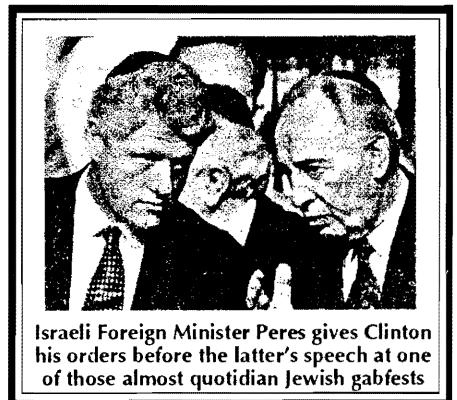 Israeli Foreign Minister Peres gives Clinton
his orders before the latter's speech at one
of those almost quotidian Jewish gabfests